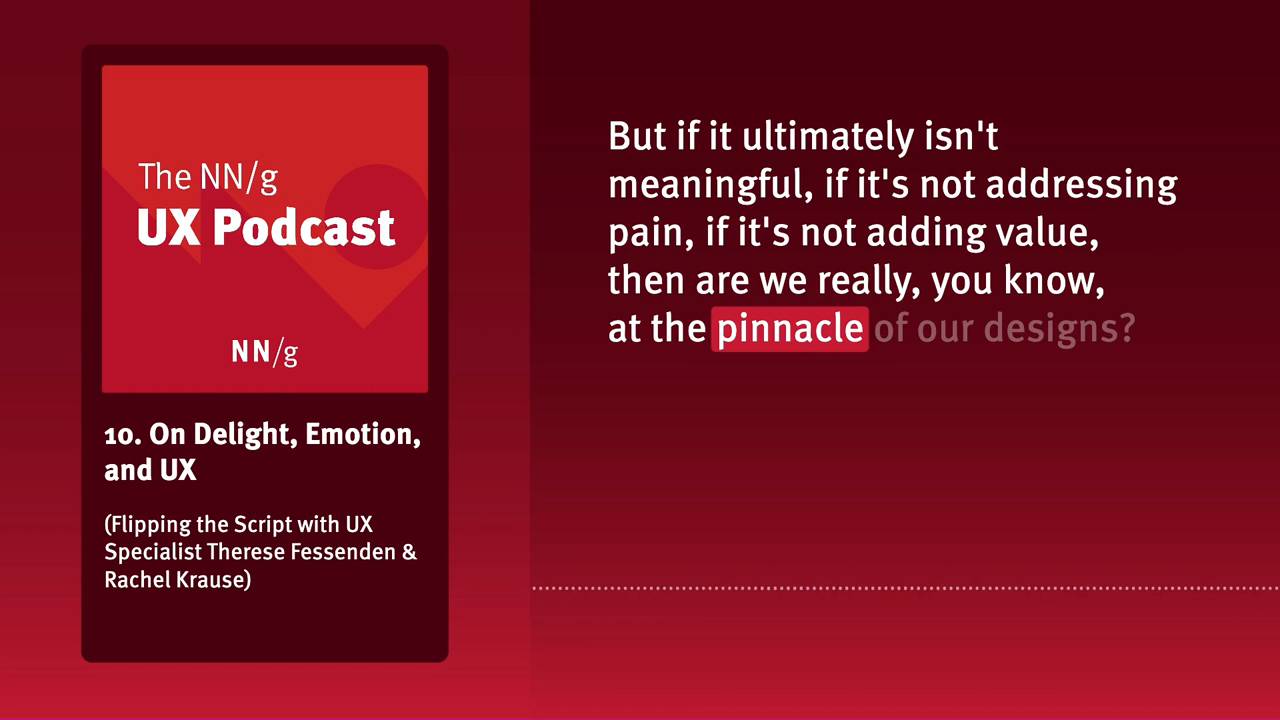 The NN/g
UX Podcast
NN/g
10. On Delight, Emotion,
and UX
(Flipping the Script with UX
Specialist Therese Fessenden &
Rachel Krause)
But if it ultimately isn't
meaningful, if it's not addressing
pain, if it's not adding value,
then are we really, you know,
at the pinnacle of our designs?